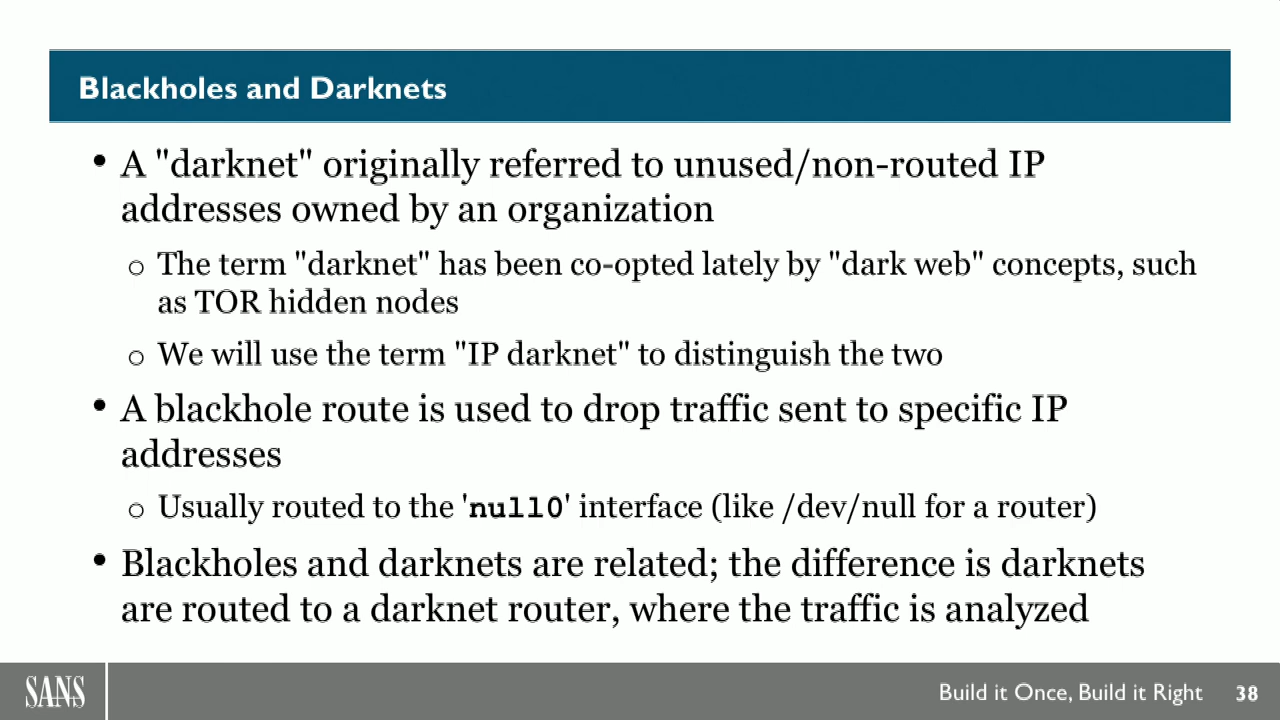 Blackholes and Darknets
• A "darknet" originally referred to unused/non-routed IP
addresses owned by an organization
o The term "darknet" has been co-opted lately by "dark web" concepts, such
as TOR hidden nodes
o We will use the term "IP darknet" to distinguish the two
• A blackhole route is used to drop traffic sent to specific IP
addresses
o Usually routed to the 'null0' interface (like /dev/null for a router)
• Blackholes and darknets are related; the difference is darknets
are routed to a darknet router, where the traffic is analyzed
SANS
Build it Once, Build it Right 38